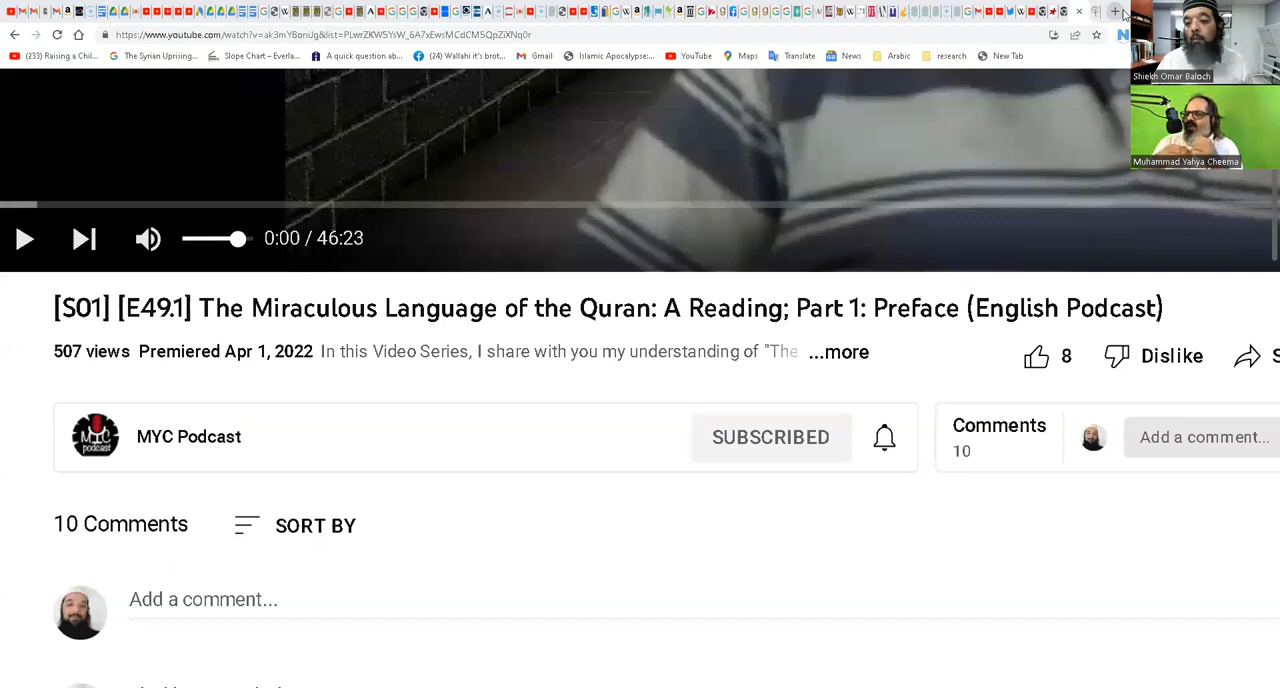 https://www.youtube.com/watch?v=ak3mYBoniJg&list=PLwrZKW5YsW_6A7xEwsMCdCM5QpZiXNq0r
(233) Raising a Chil...
The Syrian Uprising...
Slope Chart – Everla...
A quick question ab...
(24) Wallahi it's brot...
Gmail
Islamic Apocalypse:...
YouTube
Maps
Translate
News
Arabic
research
New Tab
Shiekh Omar Baloch
Muhammad Yahya Cheema
0:00 / 46:23
[S01] [E49.1] The Miraculous Language of the Quran: A Reading; Part 1: Preface (English Podcast)
507 views Premiered Apr 1, 2022 In this Video Series, I share with you my understanding of "The ...more
8 Dislike
MYC podcast
MYC Podcast
SUBSCRIBED
Comments
10
Add a comment...
10 Comments
SORT BY
Add a comment...